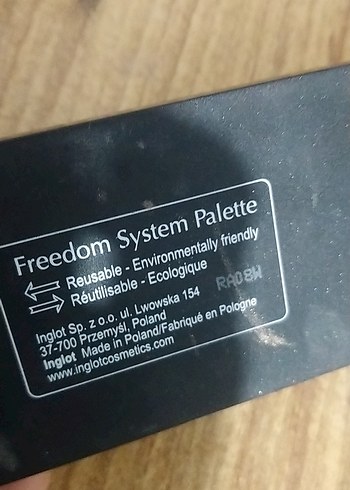 Freedom System Palette
Reusable - Environmentally friendly
Réutilisable - Ecologique
RA08W
Inglot Sp. z o.o. ul. Lwowska 154
37-700 Przemyśl, Poland
Inglot Made in Poland/Fabriqué en Pologne
www.inglotcosmetics.com